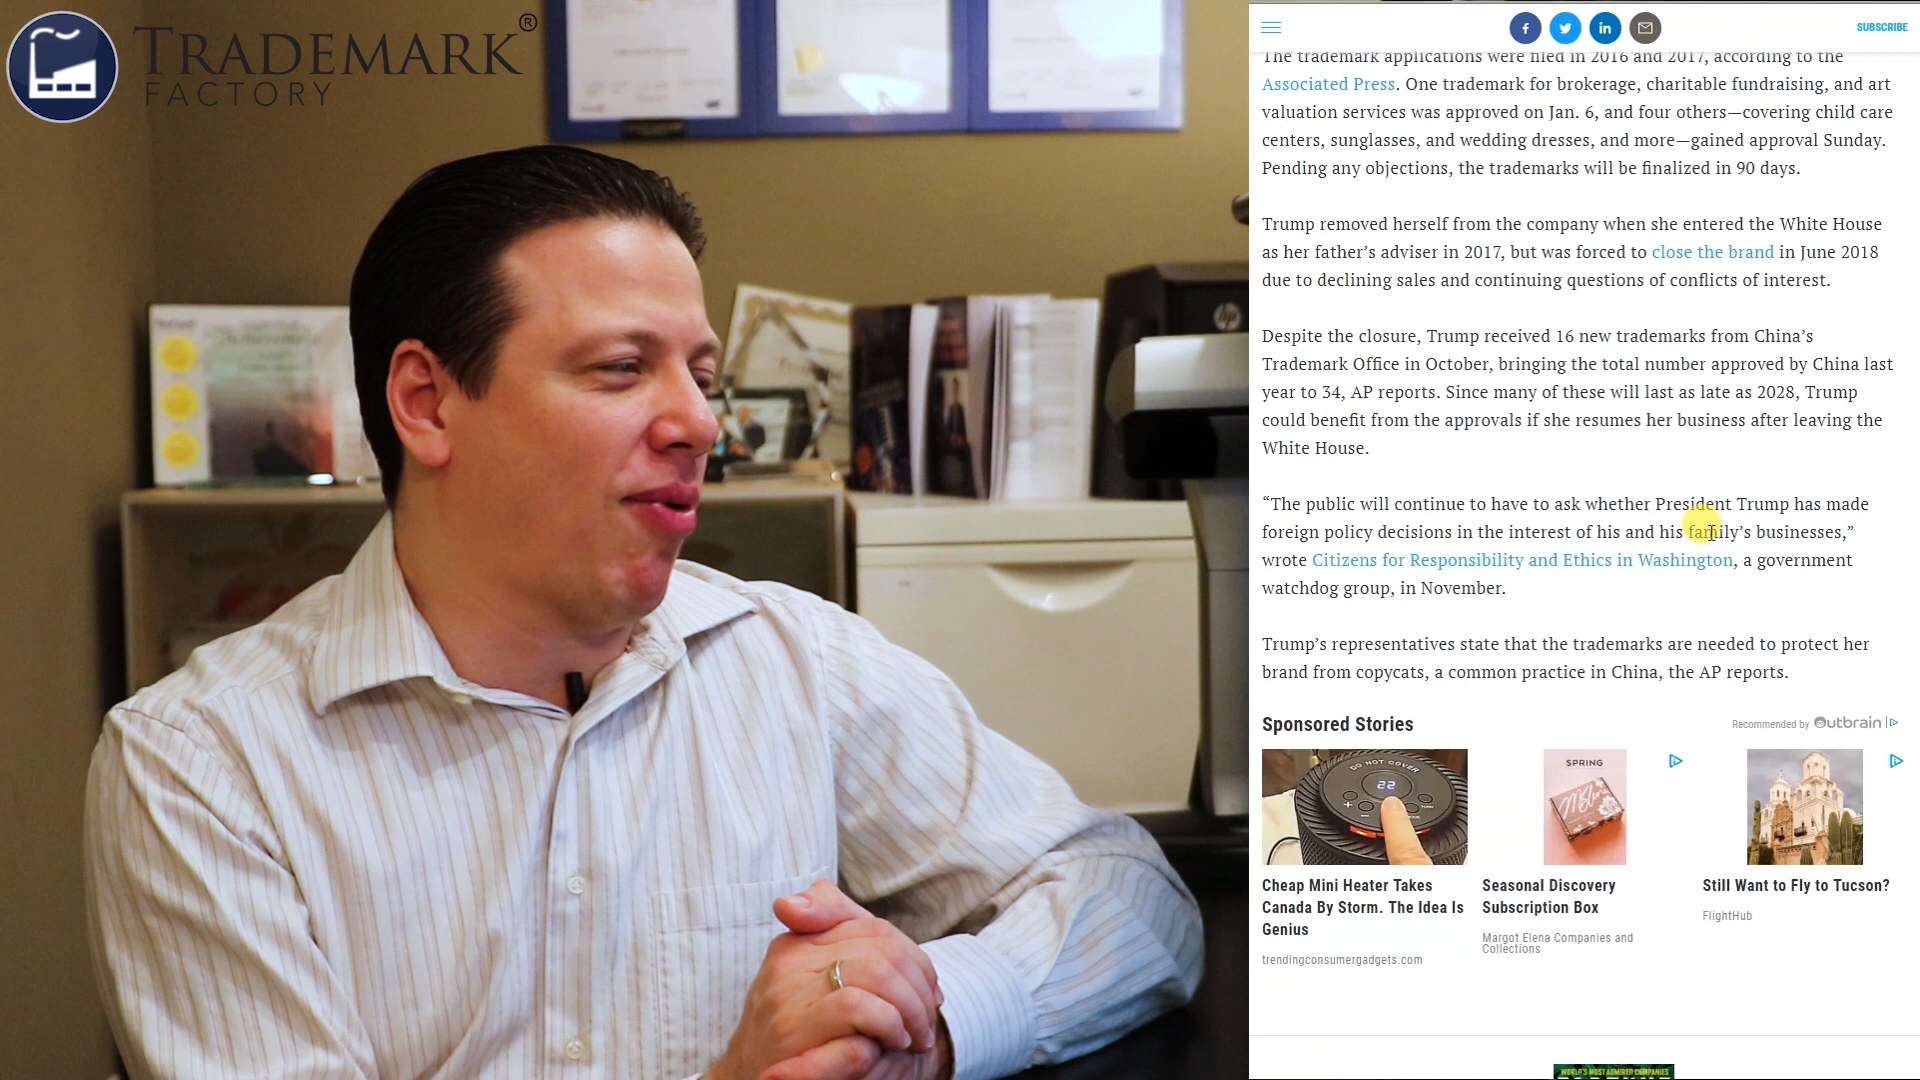 TRADEMARK®
FACTORY
hp
SUBSCRIBE
The trademark applications were filed in 2016 and 2017, according to the
Associated Press. One trademark for brokerage, charitable fundraising, and art
valuation services was approved on Jan. 6, and four others—covering child care
centers, sunglasses, and wedding dresses, and more—gained approval Sunday.
Pending any objections, the trademarks will be finalized in 90 days.
Trump removed herself from the company when she entered the White House
as her father’s adviser in 2017, but was forced to close the brand in June 2018
due to declining sales and continuing questions of conflicts of interest.
Despite the closure, Trump received 16 new trademarks from China’s
Trademark Office in October, bringing the total number approved by China last
year to 34, AP reports. Since many of these will last as late as 2028, Trump
could benefit from the approvals if she resumes her business after leaving the
White House.
“The public will continue to have to ask whether President Trump has made
foreign policy decisions in the interest of his and his family’s businesses,”
wrote Citizens for Responsibility and Ethics in Washington, a government
watchdog group, in November.
Trump’s representatives state that the trademarks are needed to protect her
brand from copycats, a common practice in China, the AP reports.
Sponsored Stories
Recommended by Outbrain
DO NOT COVER
22
SPRING
Cheap Mini Heater Takes
Canada By Storm. The Idea Is
Genius
trendingconsumergadgets.com
Seasonal Discovery
Subscription Box
Margot Elena Companies and
Collections
Still Want to Fly to Tucson?
FlightHub
WORLD'S MOST ADMIRED COMPANIES